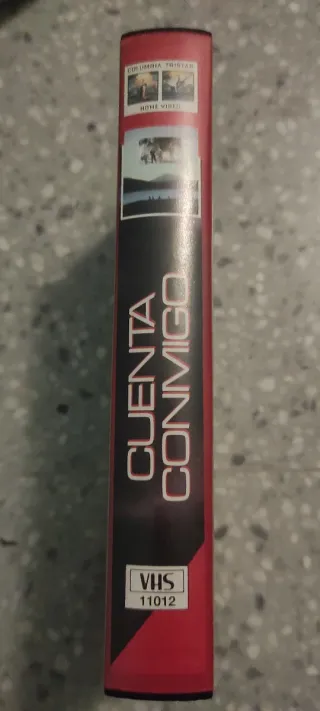 COLUMBIA TRISTAR
HOME VIDEO
CUENTA
CONMIGO
VHS
11012